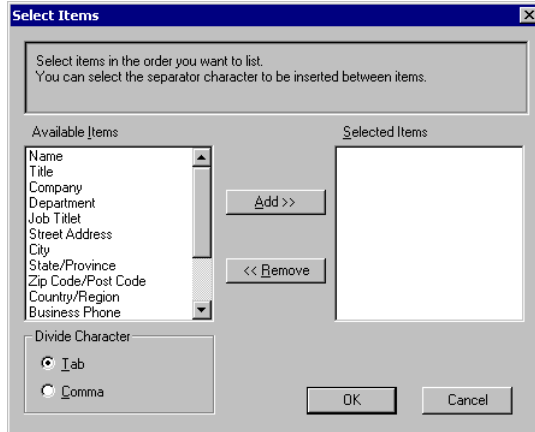 Select Items
Select items in the order you want to list.
You can select the separator character to be inserted between items.
Available Items
Selected Items
Name
Title
Company
Department
Job Titlet
Street Address
City
State/Province
Zip Code/Post Code
Country/Region
Business Phone
Add >>
<< Remove
Divide Character
Tab
Comma
OK
Cancel